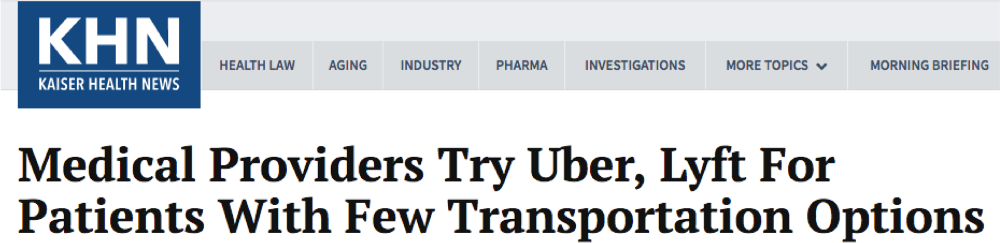 KHN
KAISER HEALTH NEWS
HEALTH LAW AGING INDUSTRY PHARMA INVESTIGATIONS MORE TOPICS MORNING BRIEFING
Medical Providers Try Uber, Lyft For
Patients With Few Transportation Options